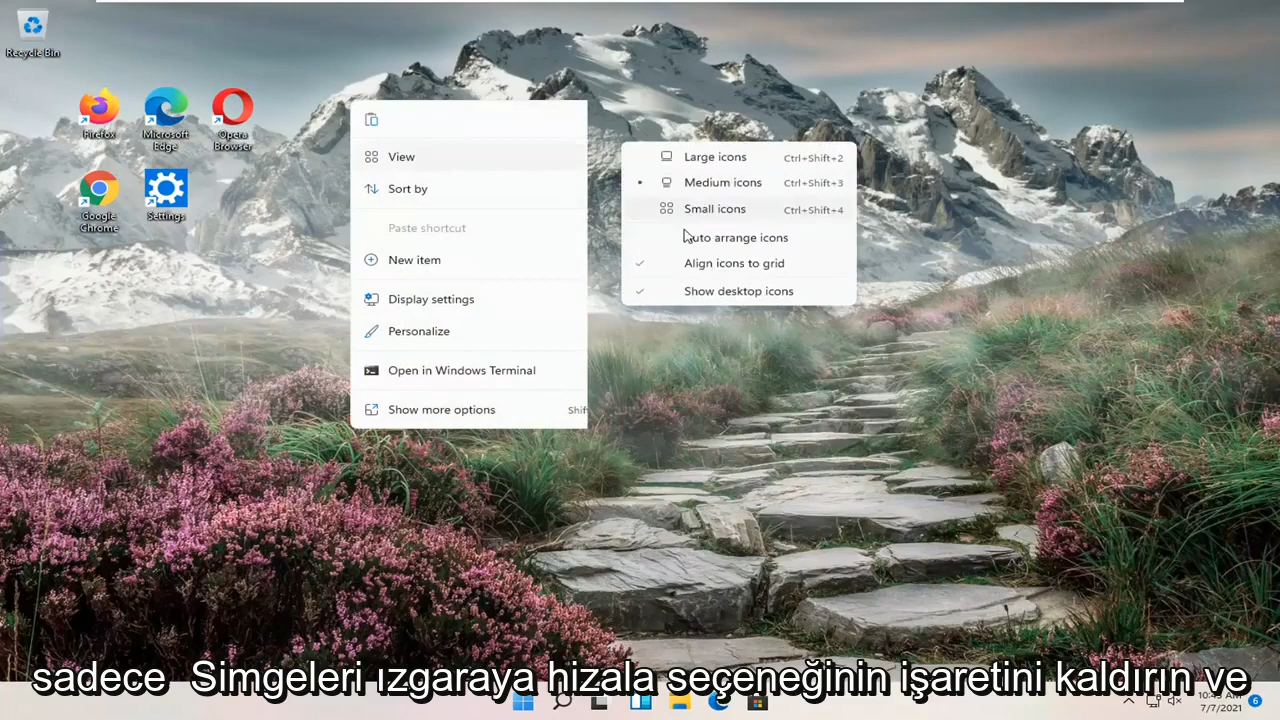 Recycle Bin
Firefox
Microsoft
Edge
Opera
Browser
Google
Chrome
Settings
View
Sort by
Paste shortcut
New item
Display settings
Personalize
Open in Windows Terminal
Show more options Shif
Large icons Ctrl+Shift+2
Medium icons Ctrl+Shift+3
Small icons Ctrl+Shift+4
uto arrange icons
Align icons to grid
Show desktop icons
sadece Simgeleri ızgaraya hizala seçeneğinin işaretini kaldırın ve
7/7/2021
6